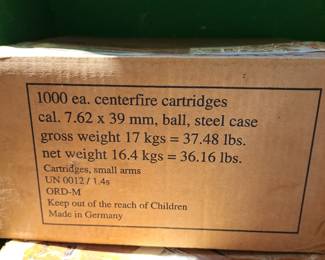 1000 ea. centerfire cartridges
cal. 7.62 x 39 mm, ball, steel case
gross weight 17 kgs = 37.48 lbs.
net weight 16.4 kgs = 36.16 lbs.
Cartridges, small arms
UN 0012 / 1.4s
ORD-M
Keep out of the reach of Children
Made in Germany